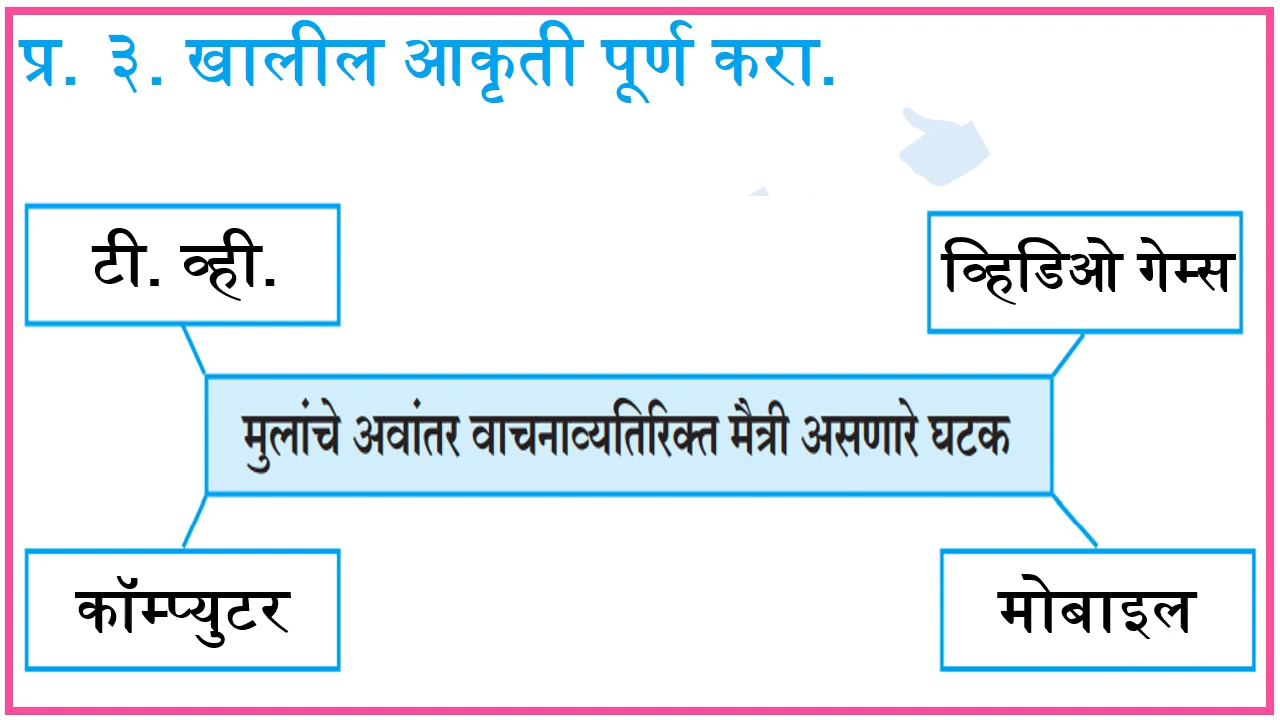 प्र. ३. खालील आकृती पूर्ण करा.
टी. व्ही.
व्हिडिओ गेम्स
मुलांचे अवांतर वाचनाव्यतिरिक्त मैत्री असणारे घटक
कॉम्प्युटर
मोबाइल